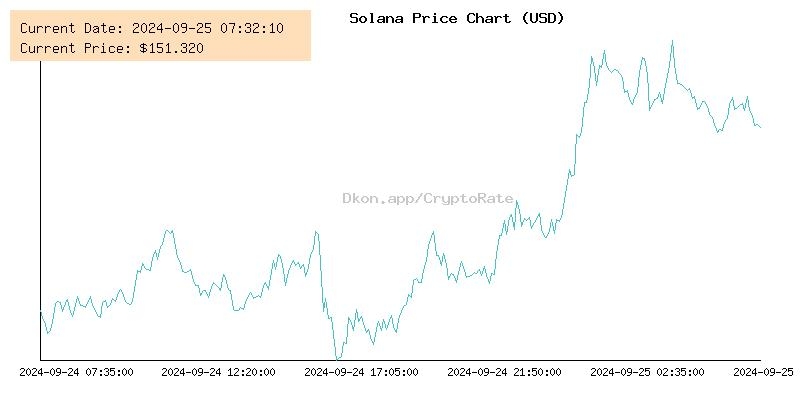 Solana Price Chart (USD)
Current Date: 2024-09-25 07:32:10
Current Price: $151.320
Dkon.app/CryptoRate
2024-09-24 07:35:00
2024-09-24 12:20:00
2024-09-24 17:05:00
2024-09-24 21:50:00
2024-09-25 02:35:00
2024-09-25